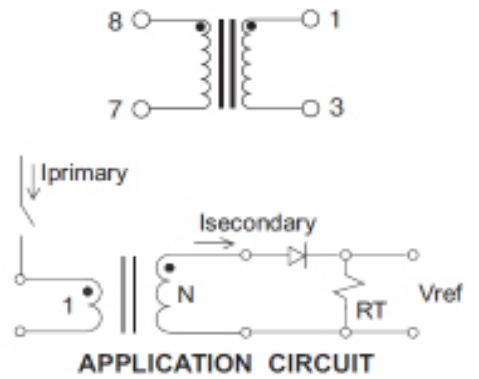 8 1
7 3
Iprimary
Isecondary
1 N RT Vref
APPLICATION CIRCUIT